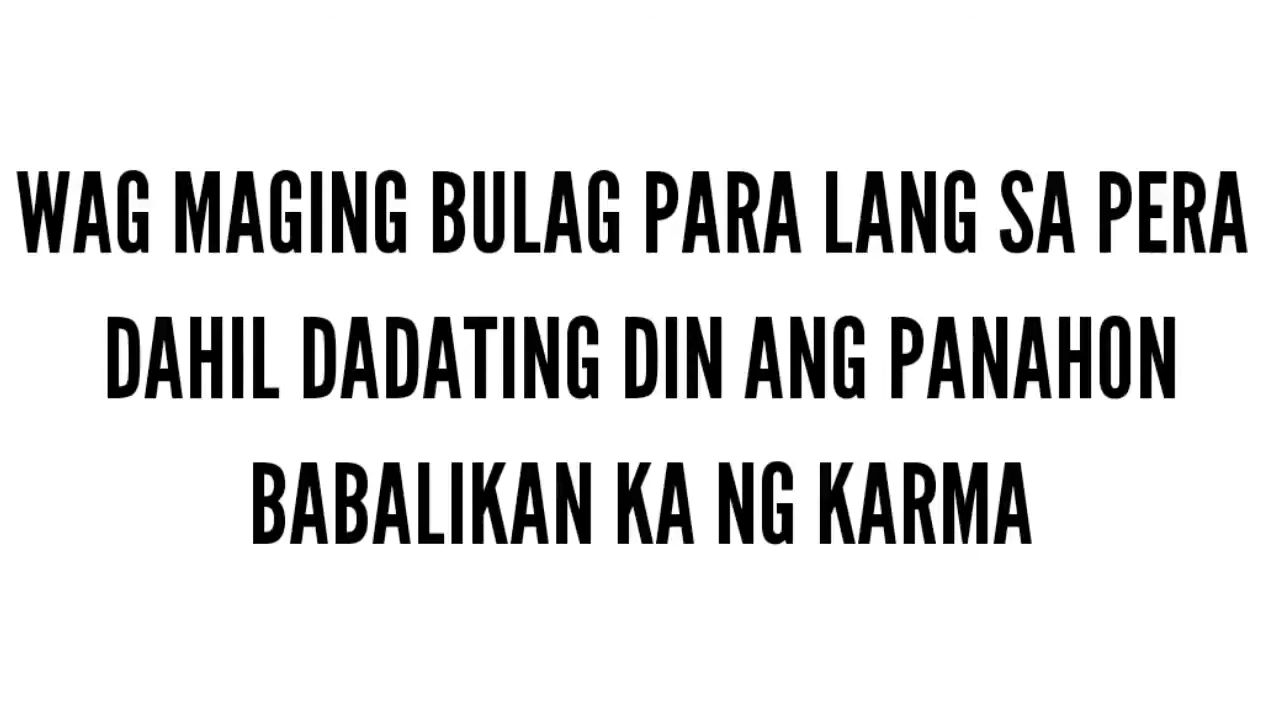 WAG MAGING BULAG PARA LANG SA PERA
DAHIL DADATING DIN ANG PANAHON
BABALIKAN KA NG KARMA